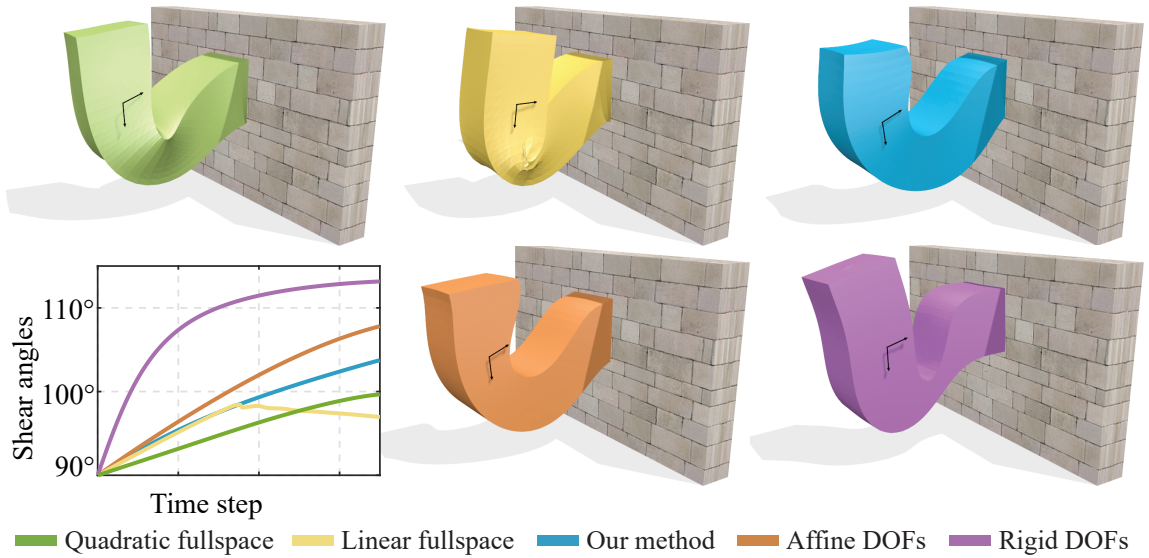 110°
100°
90°
Shear angles
Time step
Quadratic fullspace Linear fullspace Our method Affine DOFs Rigid DOFs